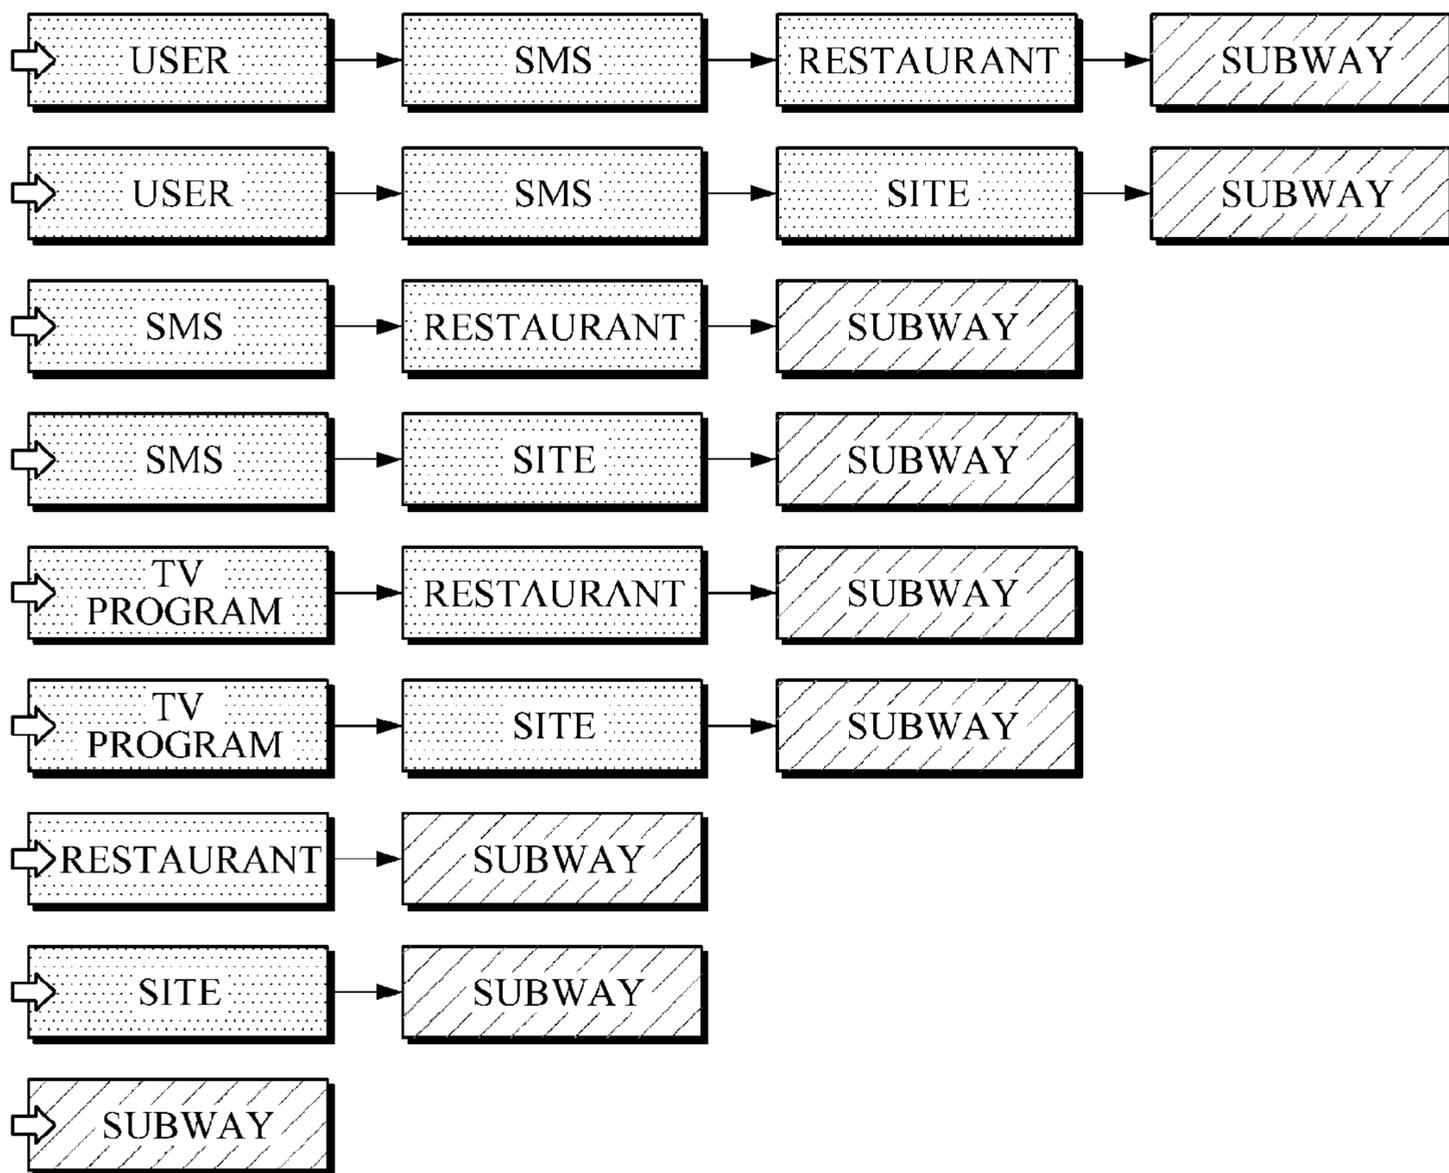 USER SMS RESTAURANT SUBWAY
USER SMS SITE SUBWAY
SMS RESTAURANT SUBWAY
SMS SITE SUBWAY
TV
PROGRAM RESTAURANT SUBWAY
TV
PROGRAM SITE SUBWAY
RESTAURANT SUBWAY
SITE SUBWAY
SUBWAY